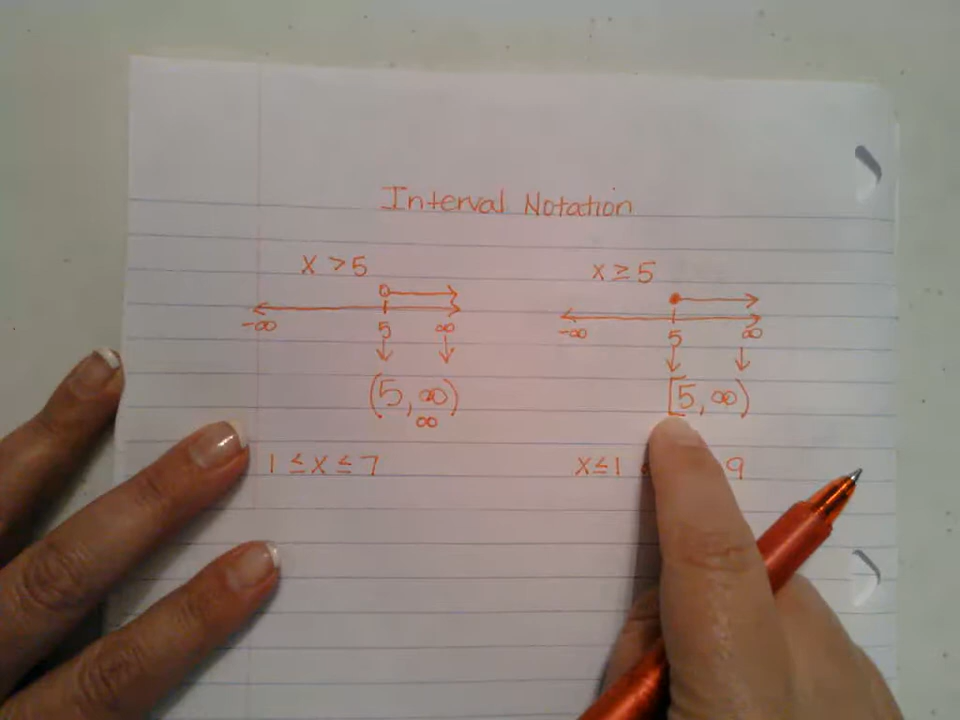 Interval Notation
x > 5
x ≥ 5
-∞ 5 ∞
-∞ 5 ∞
(5, ∞)
∞
[5, ∞)
1 ≤ x ≤ 7
x ≤ 1 9